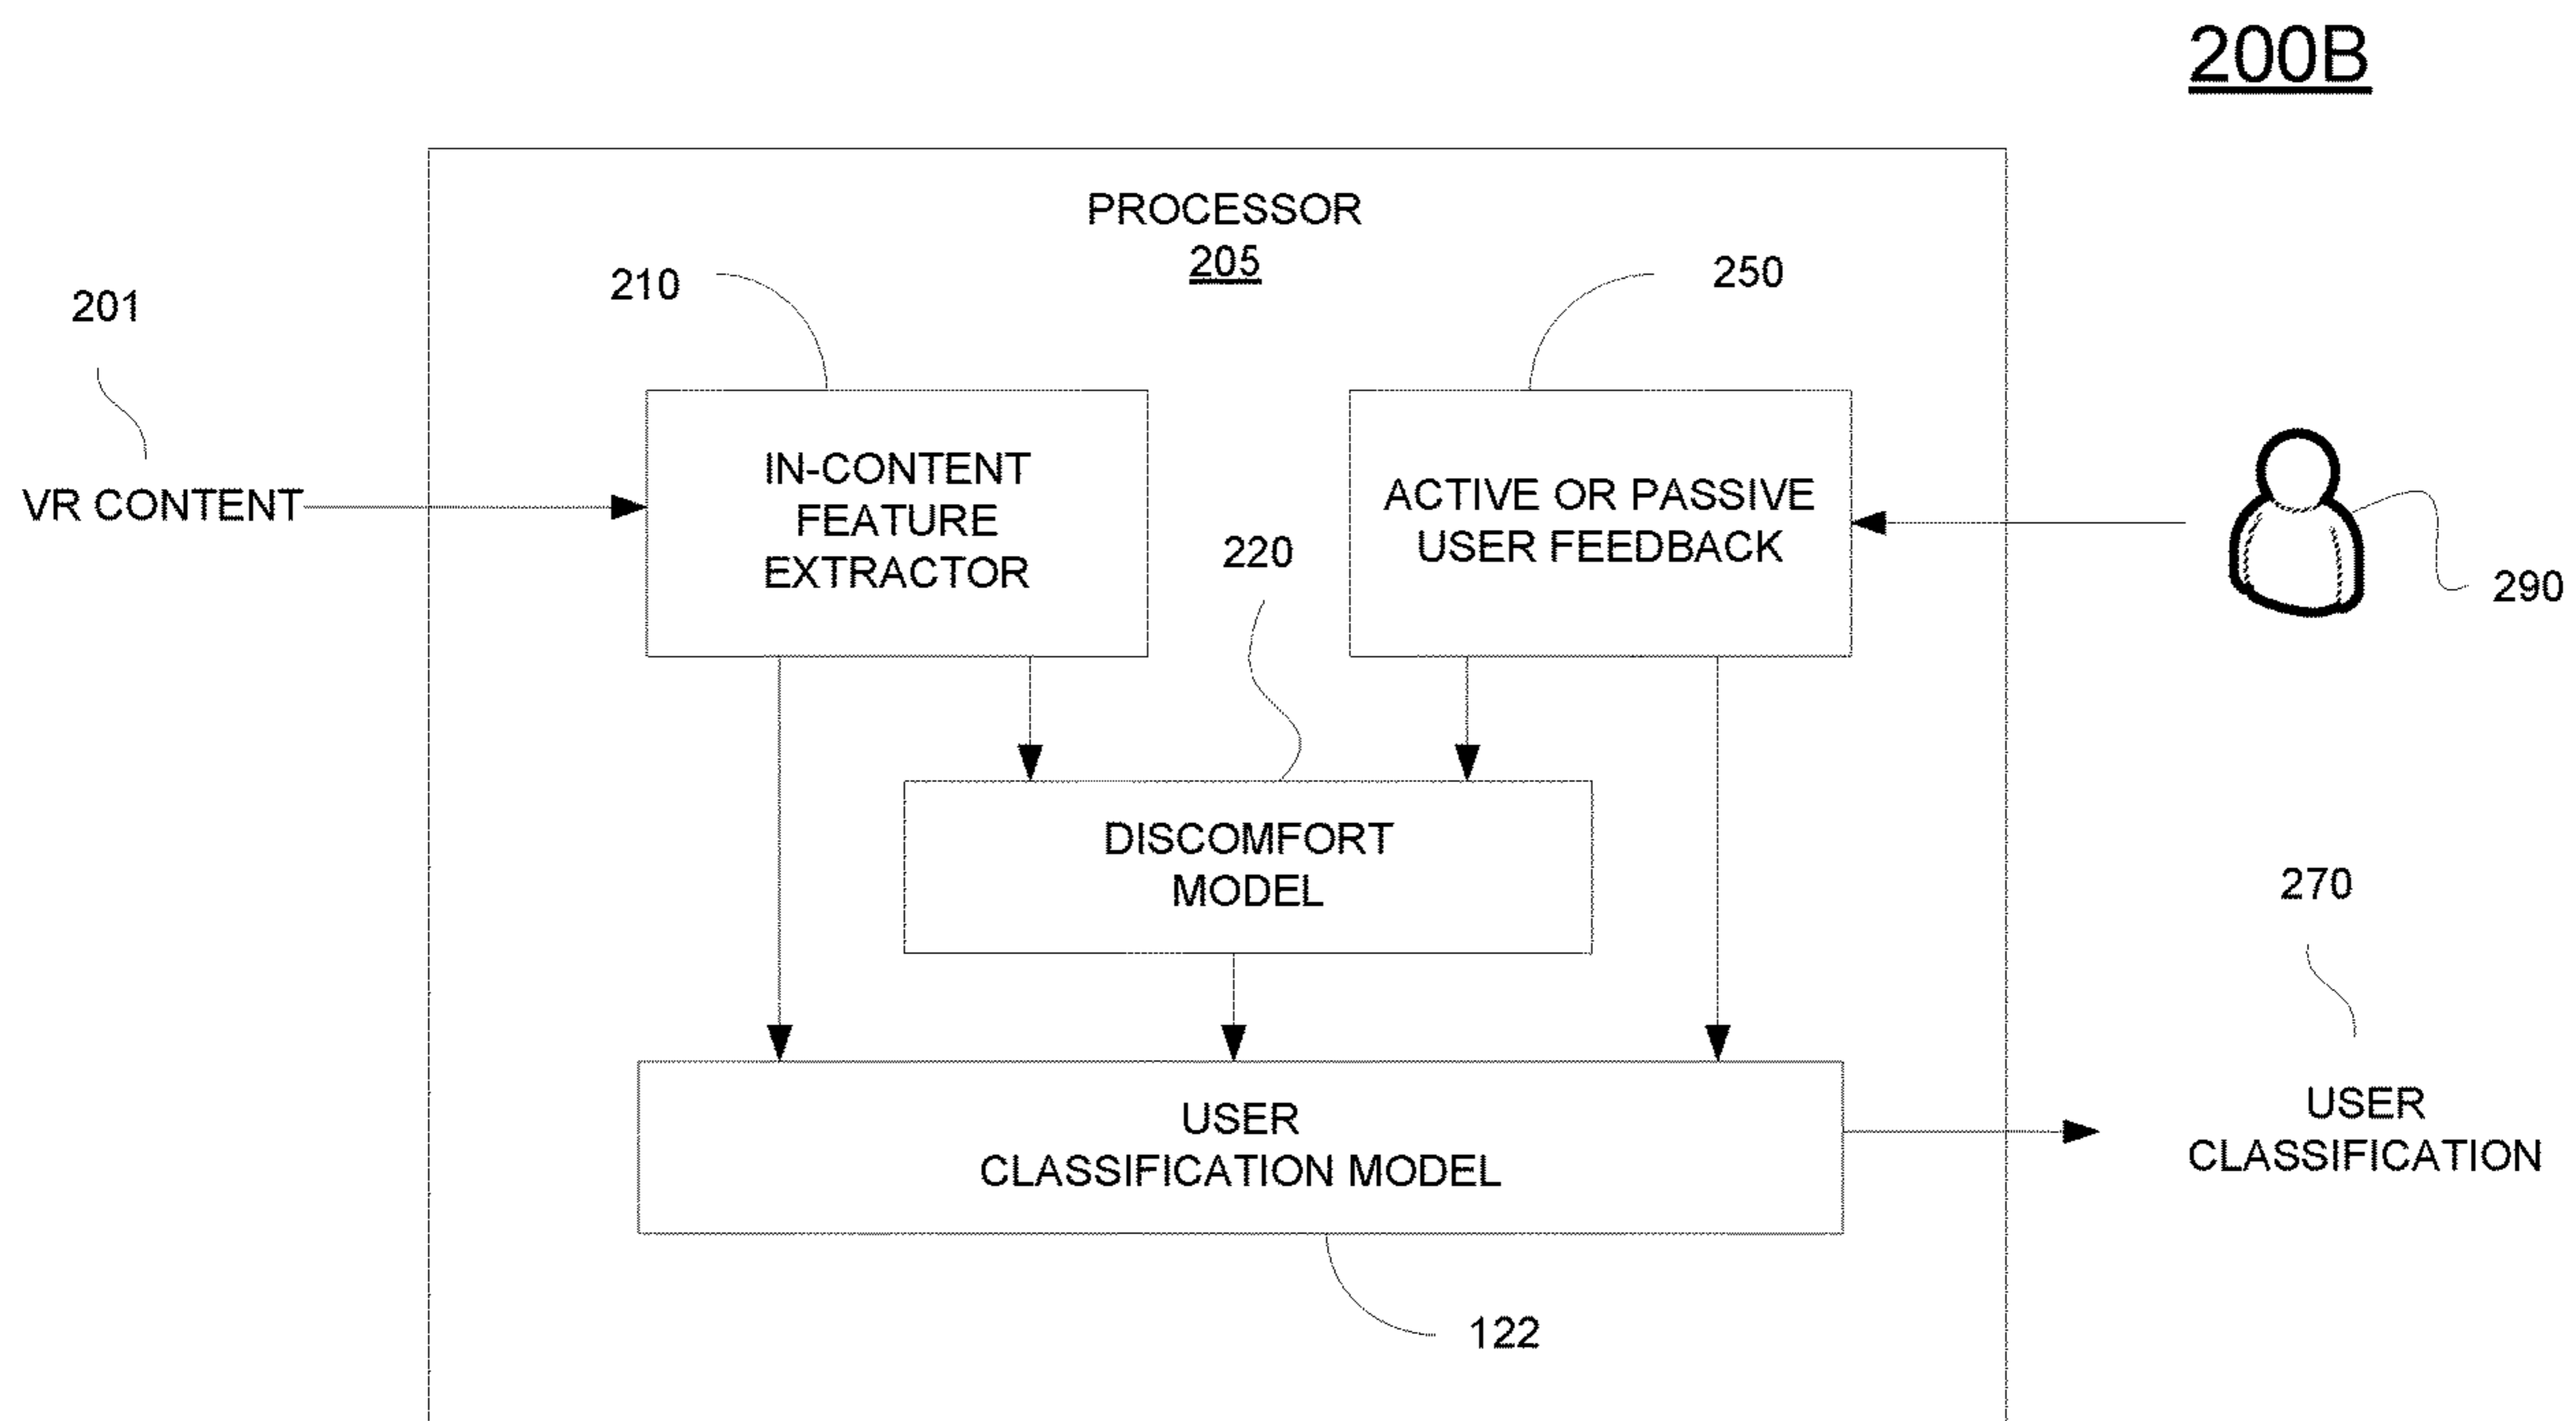 200B
PROCESSOR
205
210
250
201
IN-CONTENT
FEATURE
EXTRACTOR
ACTIVE OR PASSIVE
USER FEEDBACK
VR CONTENT
220
290
DISCOMFORT
MODEL
270
USER
CLASSIFICATION MODEL
USER
CLASSIFICATION
122